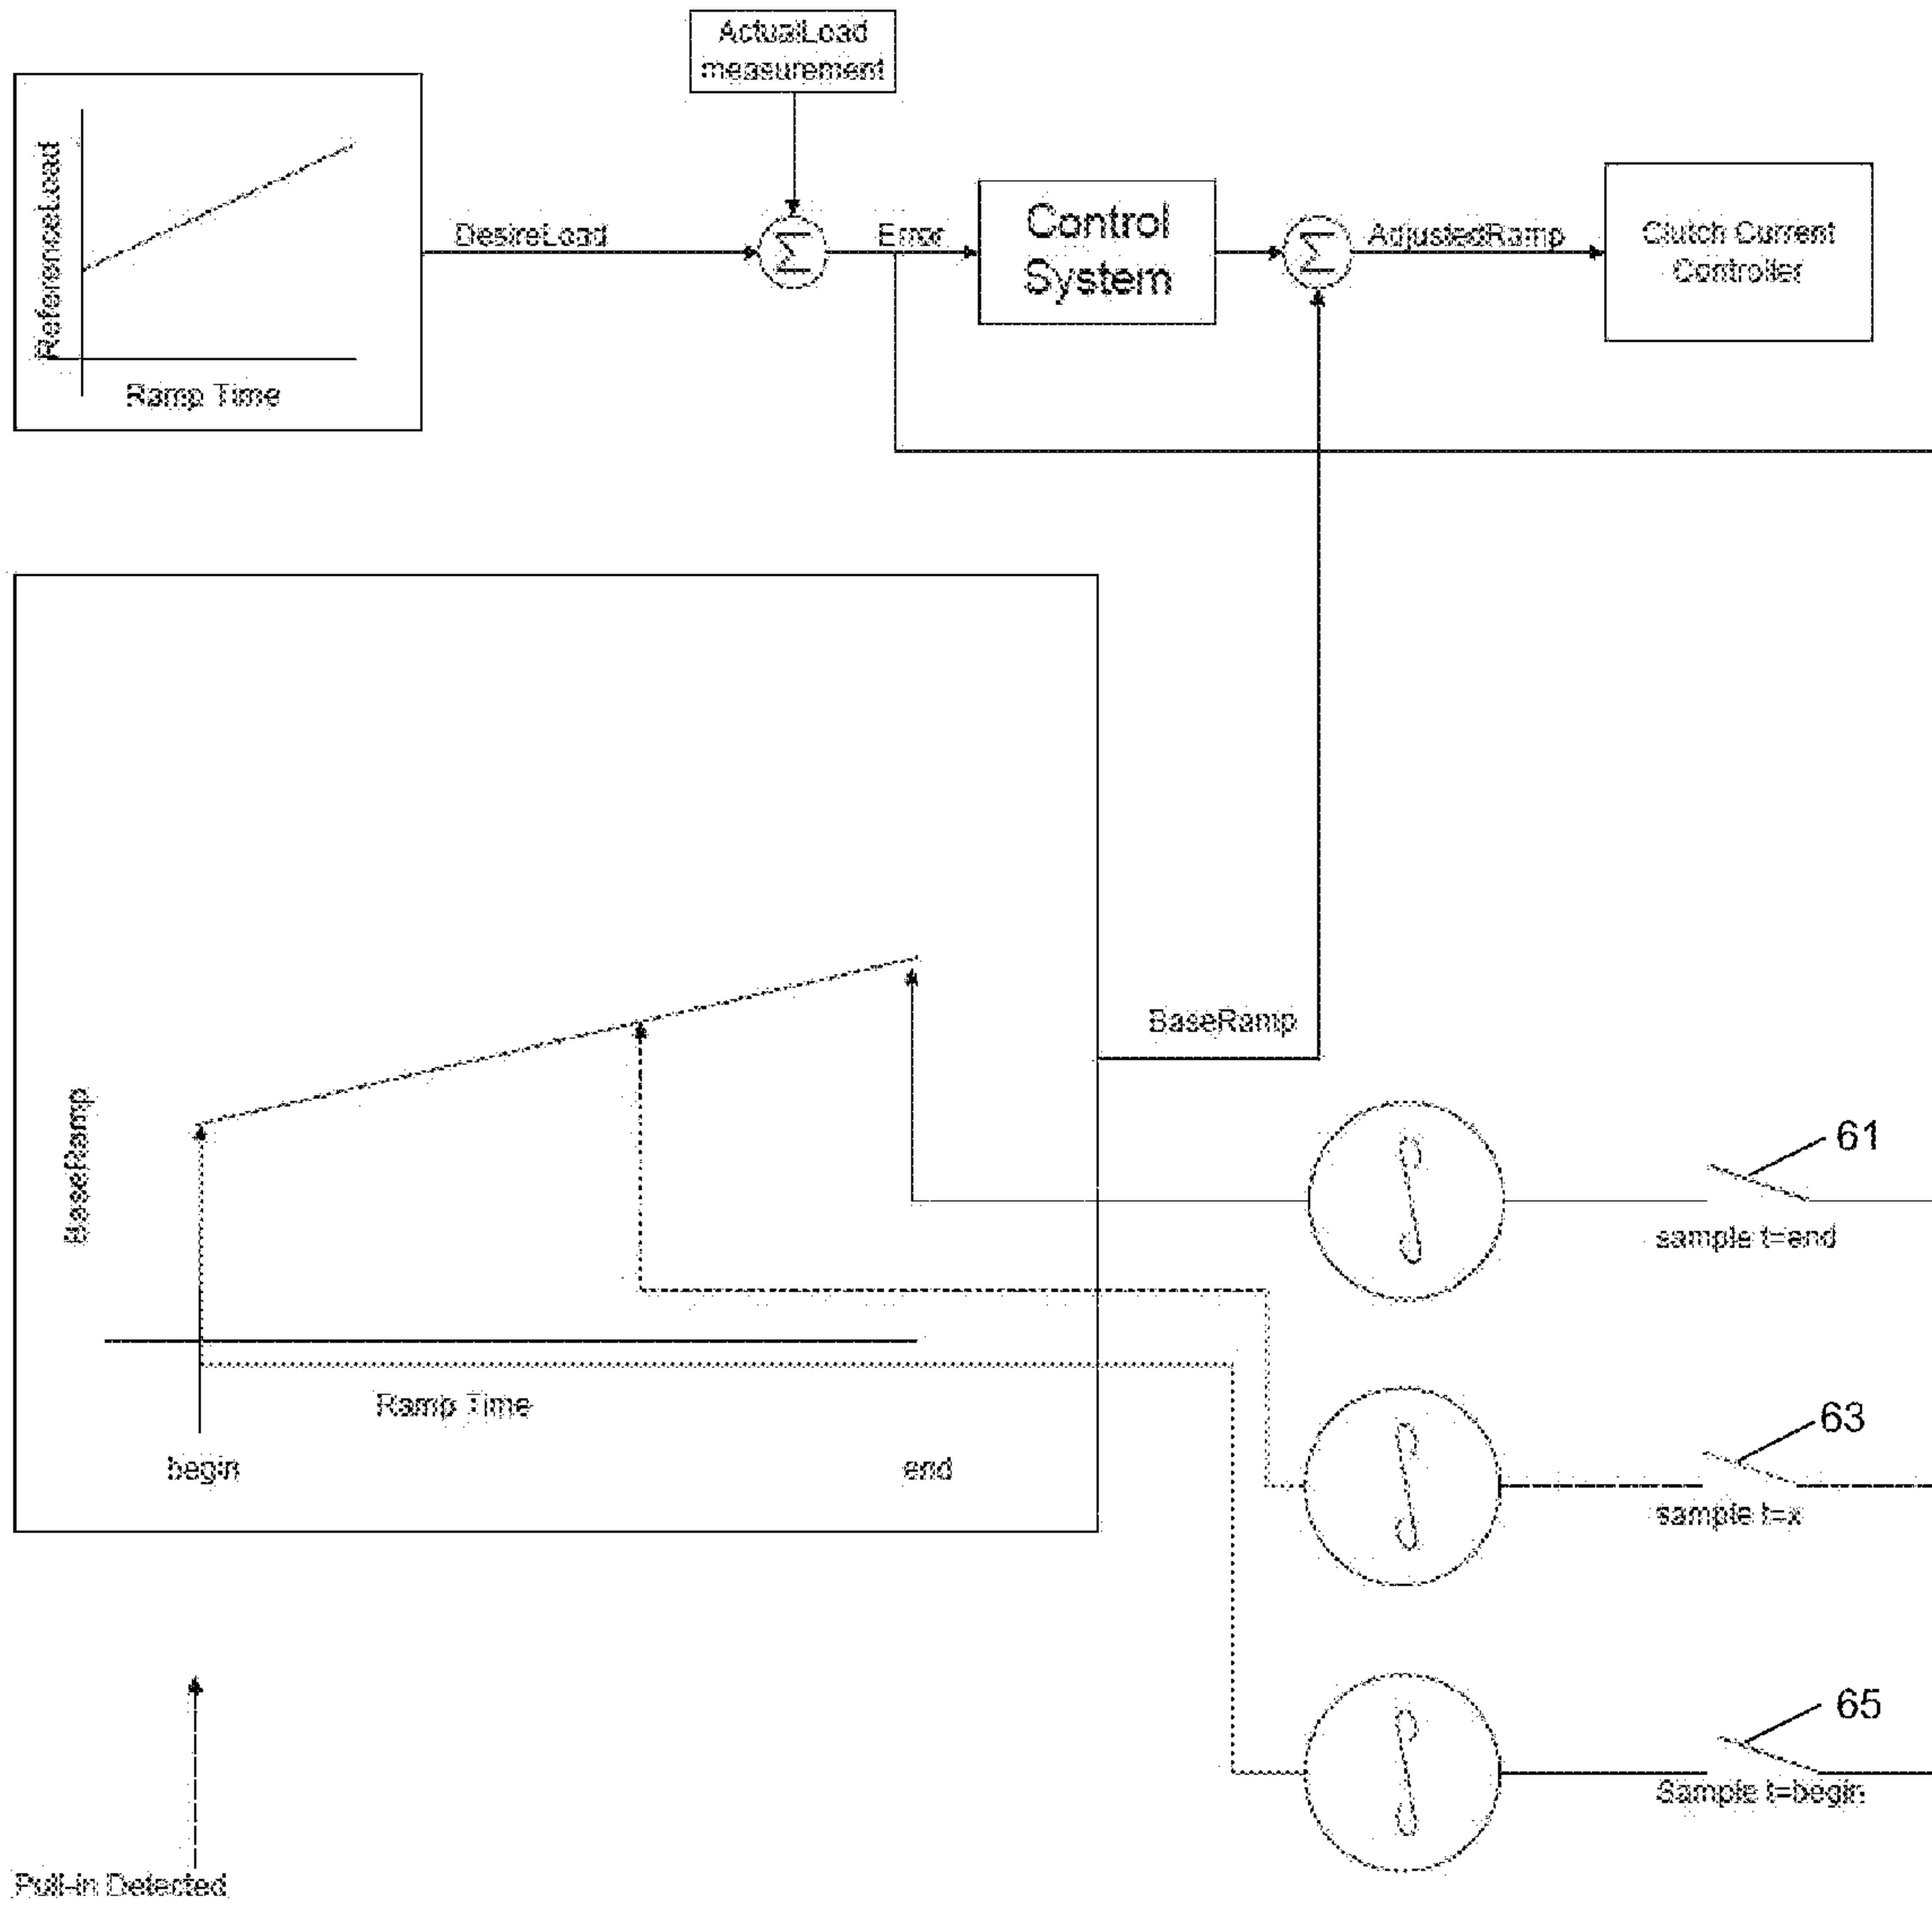 ActualLoad
measurement
ReferenceLoad
Ramp Time
DesireLoad
Σ
Error
Control
System
Σ
AdjustedRamp
Clutch Current
Controller
BaseRamp
BaseRamp
61
sample t=end
Ramp Time
begin
end
63
sample t=x
65
Sample t=begin
Pull-in Detected